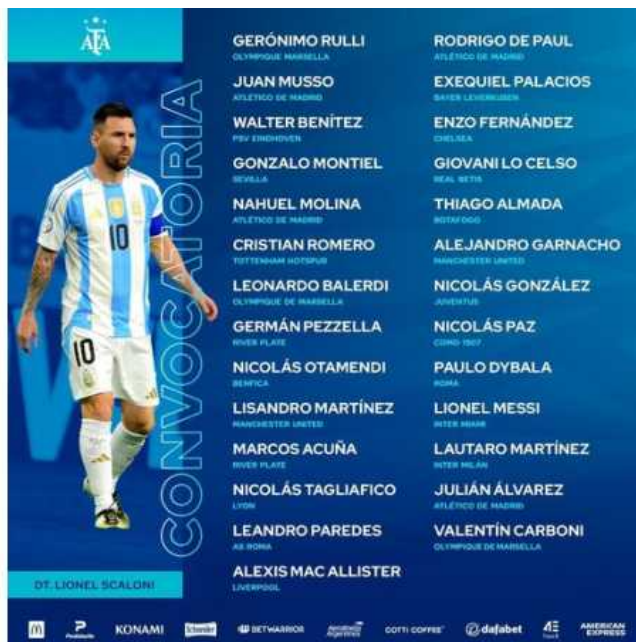 AFA
CONVOCATORIA
10
10
GERÓNIMO RULLI
OLYMPIQUE MARSELLA
JUAN MUSSO
ATLÉTICO DE MADRID
WALTER BENÍTEZ
PSV EINDHOVEN
GONZALO MONTIEL
SEVILLA
NAHUEL MOLINA
ATLÉTICO DE MADRID
CRISTIAN ROMERO
TOTTENHAM HOTSPUR
LEONARDO BALERDI
OLYMPIQUE DE MARSELLA
GERMÁN PEZZELLA
RIVER PLATE
NICOLÁS OTAMENDI
BENFICA
LISANDRO MARTÍNEZ
MANCHESTER UNITED
MARCOS ACUÑA
RIVER PLATE
NICOLÁS TAGLIAFICO
LYON
LEANDRO PAREDES
AS ROMA
ALEXIS MAC ALLISTER
LIVERPOOL
RODRIGO DE PAUL
ATLÉTICO DE MADRID
EXEQUIEL PALACIOS
BAYER LEVERKUSEN
ENZO FERNÁNDEZ
CHELSEA
GIOVANI LO CELSO
REAL BETIS
THIAGO ALMADA
BOTAFOGO
ALEJANDRO GARNACHO
MANCHESTER UNITED
NICOLÁS GONZÁLEZ
JUVENTUS
NICOLÁS PAZ
COMO 1907
PAULO DYBALA
ROMA
LIONEL MESSI
INTER MIAMI
LAUTARO MARTÍNEZ
INTER MILÁN
JULIÁN ÁLVAREZ
ATLÉTICO DE MADRID
VALENTÍN CARBONI
OLYMPIQUE DE MARSELLA
DT. LIONEL SCALONI
KONAMI
Schneider
BETWARRIOR
Aerolíneas Argentinas
COTTI COFFEE
dafabet
AMERICAN EXPRESS